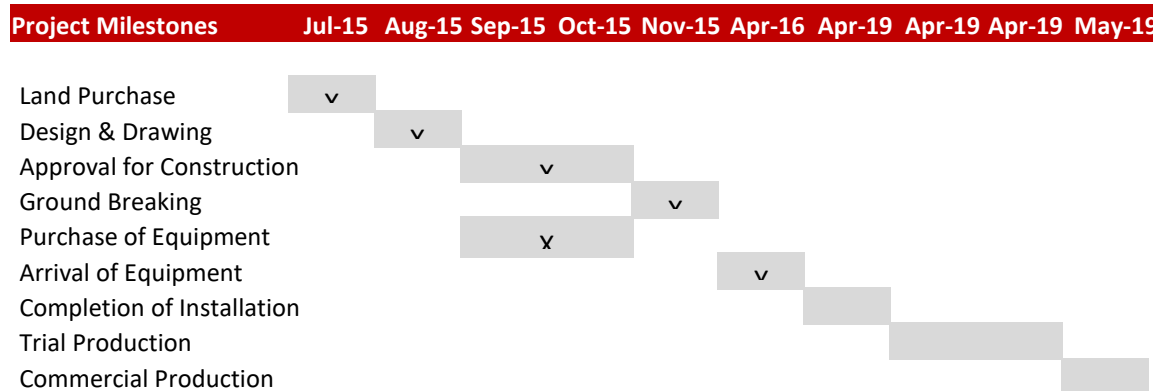 Project Milestones Jul-15 Aug-15 Sep-15 Oct-15 Nov-15 Apr-16 Apr-19 Apr-19 Apr-19 May-19
Land Purchase v
Design & Drawing v
Approval for Construction v
Ground Breaking v
Purchase of Equipment v
Arrival of Equipment v
Completion of Installation
Trial Production
Commercial Production